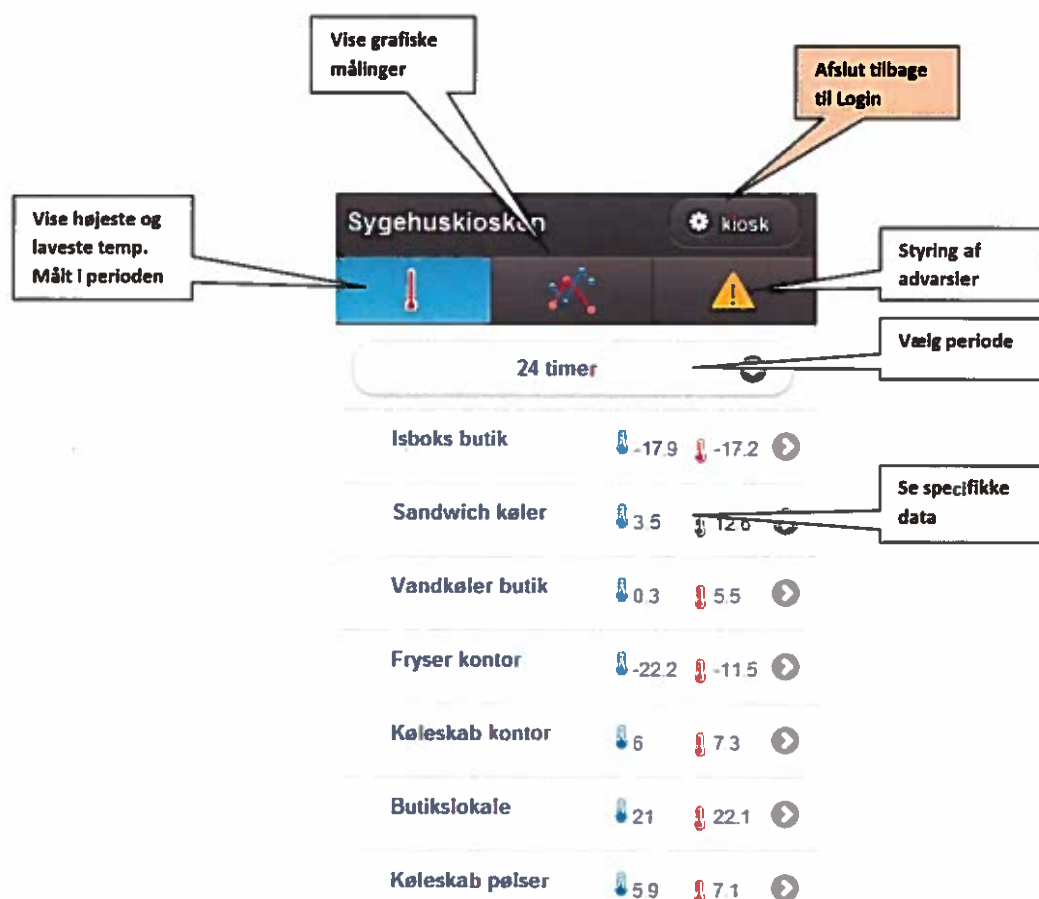 Vise grafiske
målinger
Afslut tilbage
til Login
Vise højeste og
laveste temp.
Målt i perioden
Sygehuskiosken
kiosk
Styring af
advarsler
Vælg periode
24 timer
Isboks butik -17.9 -17.2
Se specifikke
data
Sandwich køler 3.5 12.6
Vandkøler butik 0.3 5.5
Fryser kontor -22.2 -11.5
Køleskab kontor 6 7.3
Butikslokale 21 22.1
Køleskab pølser 5.9 7.1